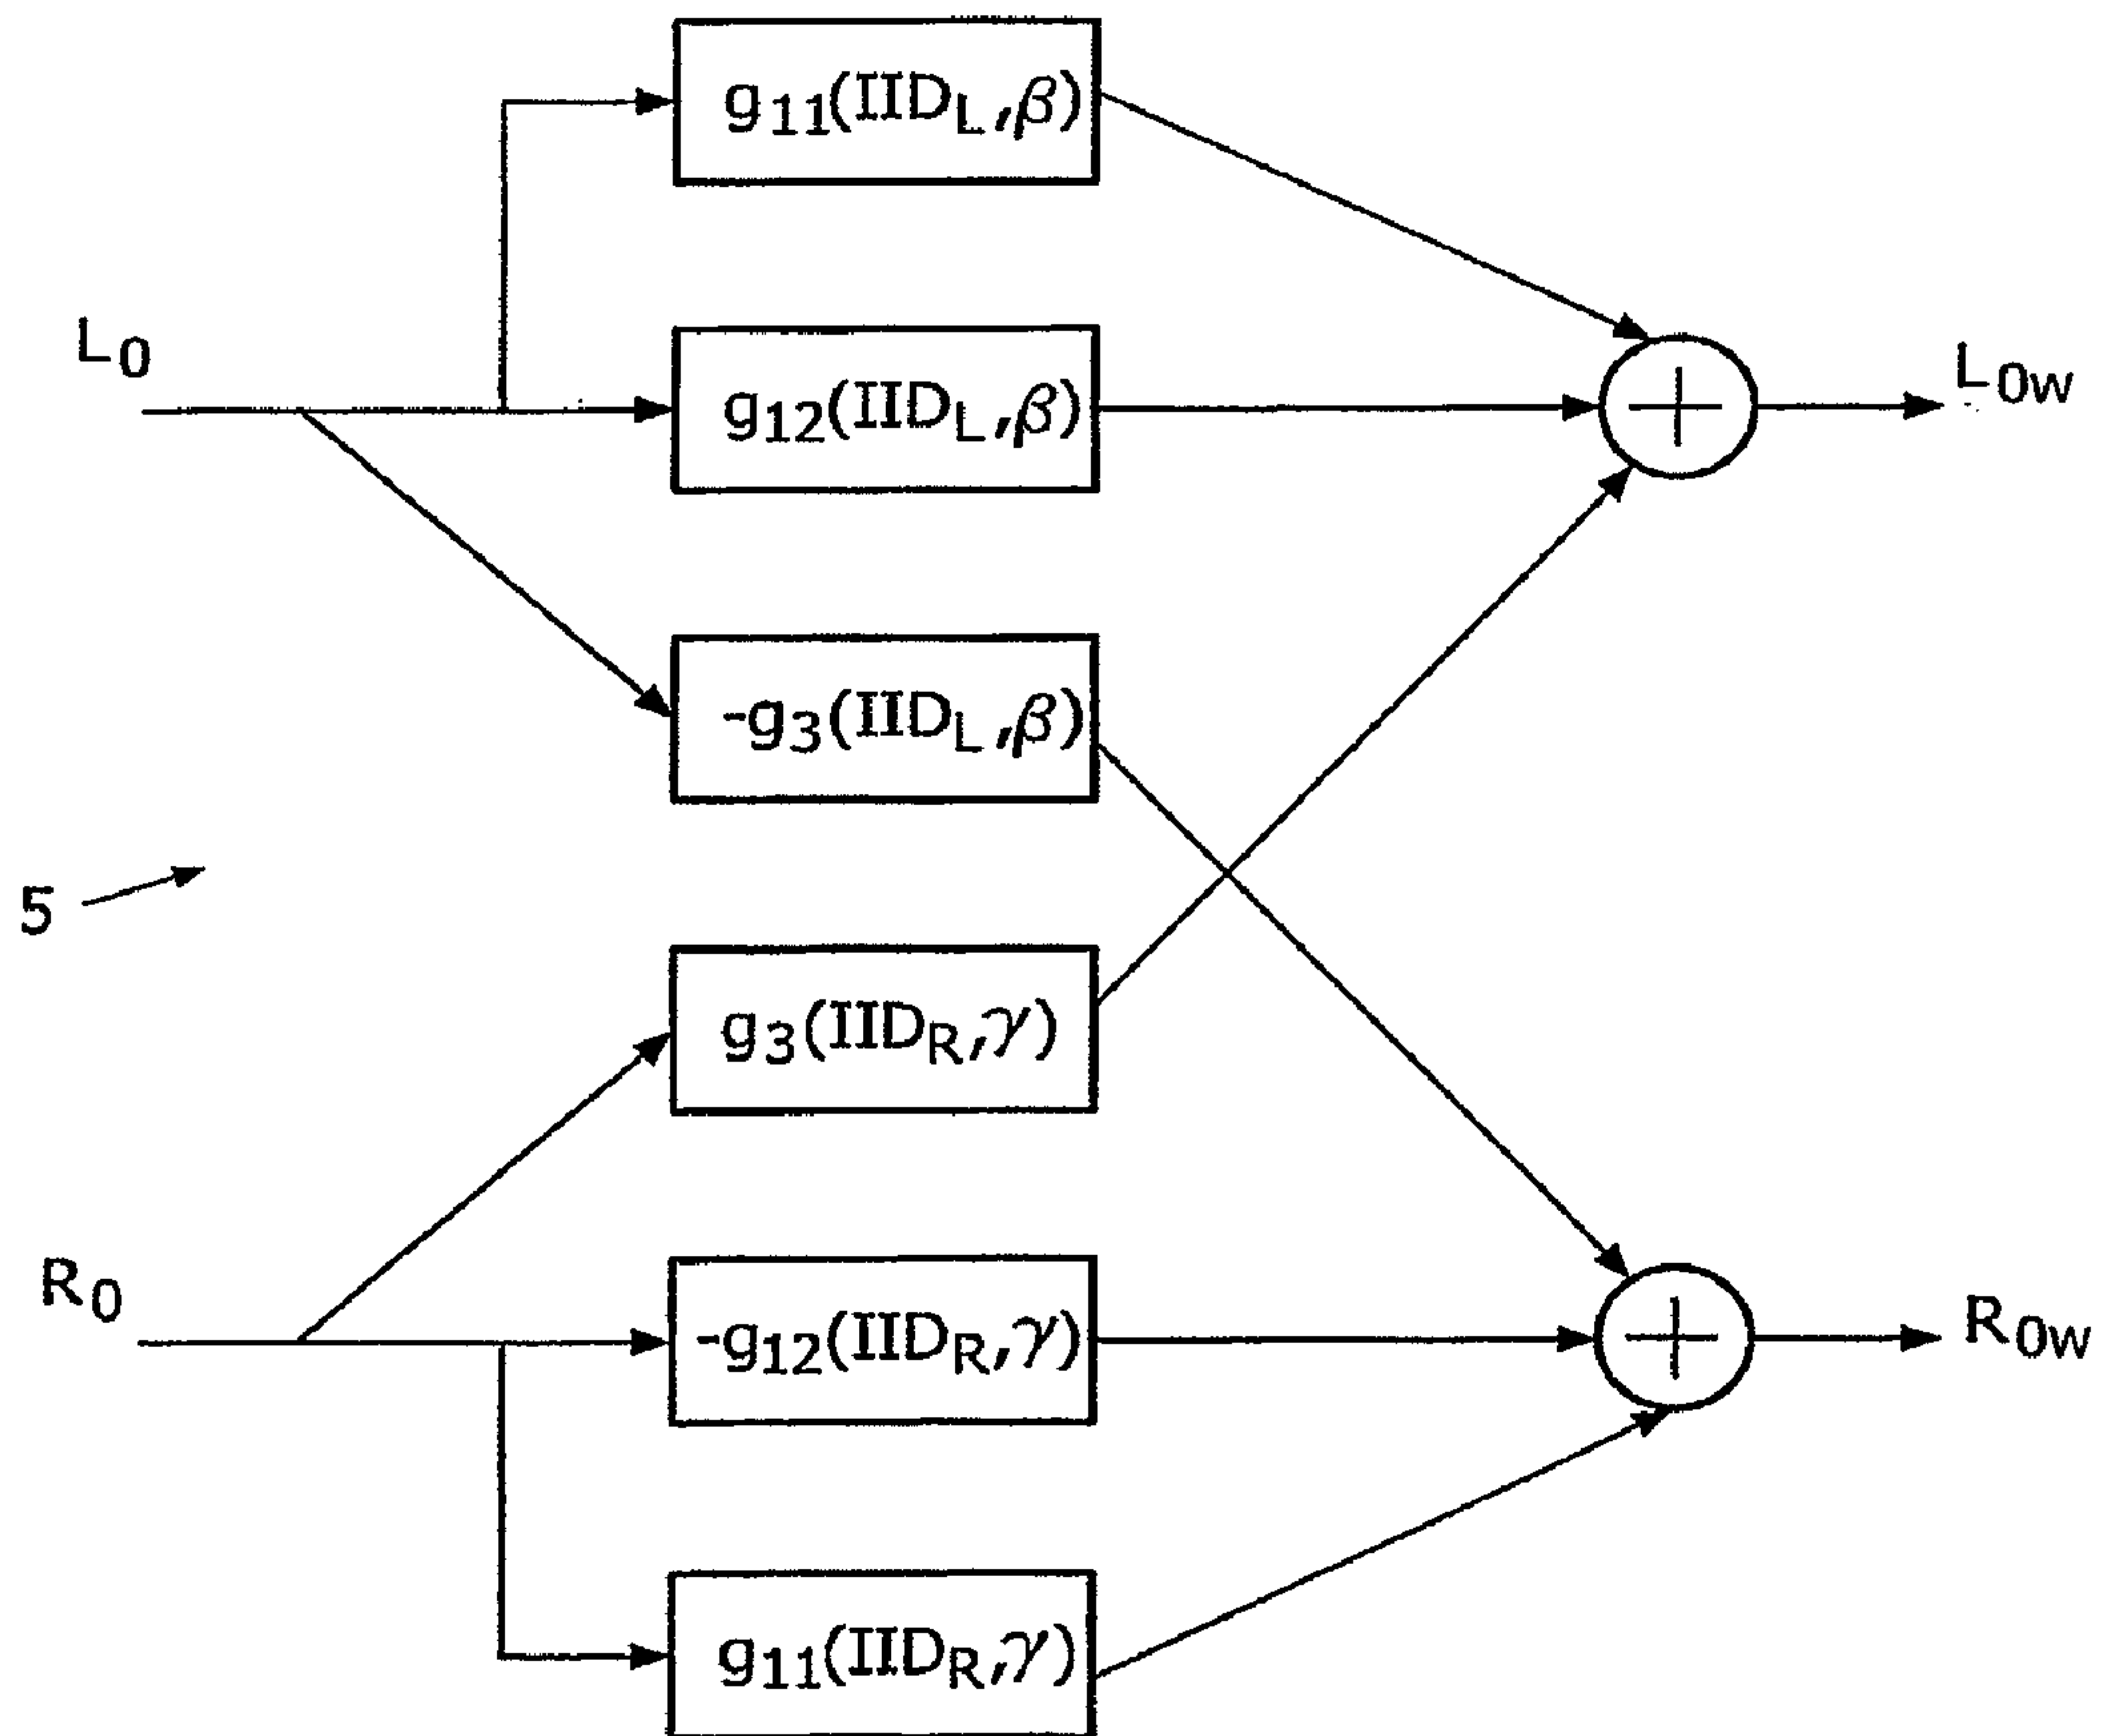 g11(IIDL,β)
L0
g12(IIDL,β)
L0w
-g3(IIDL,β)
5
g3(IIDR,γ)
R0
-g12(IIDR,γ)
R0w
g11(IIDR,γ)